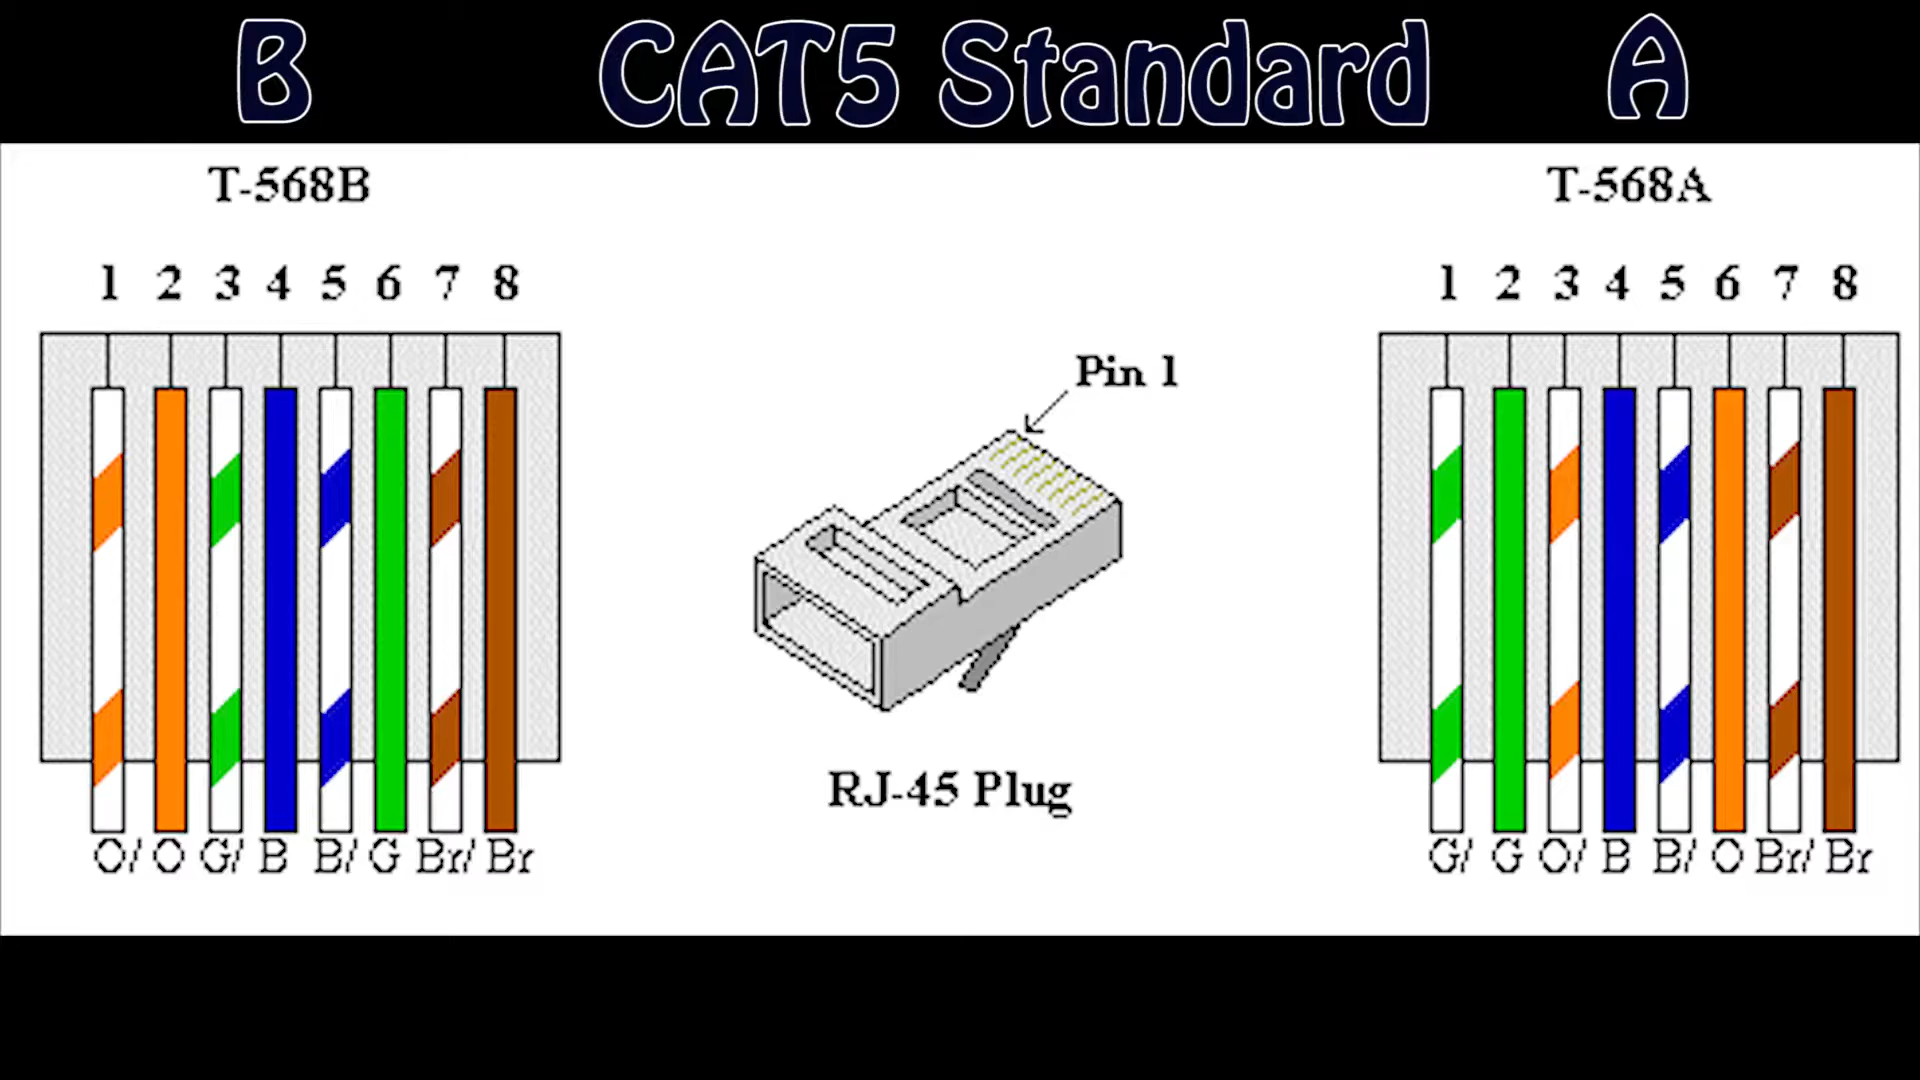 B CAT5 Standard A
T-568B
T-568A
1 2 3 4 5 6 7 8
1 2 3 4 5 6 7 8
Pin 1
RJ-45 Plug
O/ O G/ B B/ G Br/ Br
G/ G O/ B B/ O Br/ Br